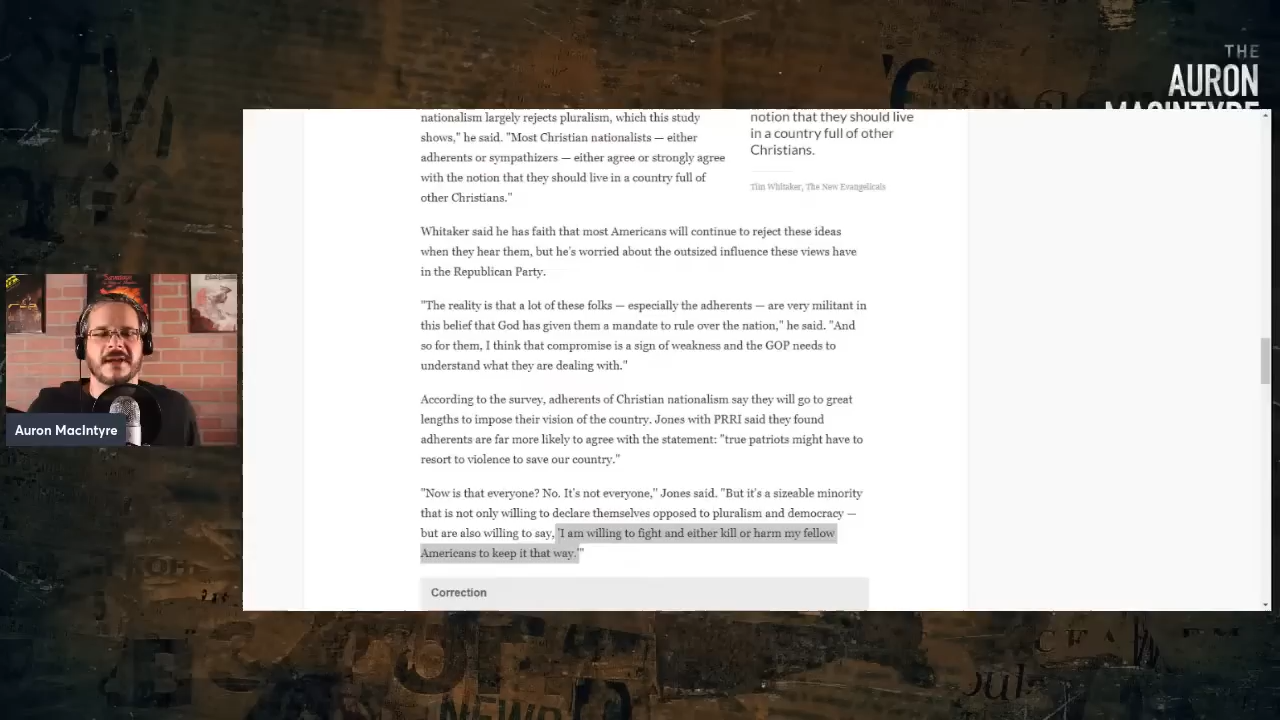 THE
AURON
MACINTYRE
nationalism largely rejects pluralism, which this study
shows," he said. "Most Christian nationalists — either
adherents or sympathizers — either agree or strongly agree
with the notion that they should live in a country full of
other Christians."
notion that they should live
in a country full of other
Christians.
Tim Whitaker, The New Evangelicals
Whitaker said he has faith that most Americans will continue to reject these ideas
when they hear them, but he's worried about the outsized influence these views have
in the Republican Party.
"The reality is that a lot of these folks — especially the adherents — are very militant in
this belief that God has given them a mandate to rule over the nation," he said. "And
so for them, I think that compromise is a sign of weakness and the GOP needs to
understand what they are dealing with."
According to the survey, adherents of Christian nationalism say they will go to great
lengths to impose their vision of the country. Jones with PRRI said they found
adherents are far more likely to agree with the statement: "true patriots might have to
resort to violence to save our country."
"Now is that everyone? No. It's not everyone," Jones said. "But it's a sizeable minority
that is not only willing to declare themselves opposed to pluralism and democracy —
but are also willing to say, 'I am willing to fight and either kill or harm my fellow
Americans to keep it that way.'"
Correction
Auron MacIntyre